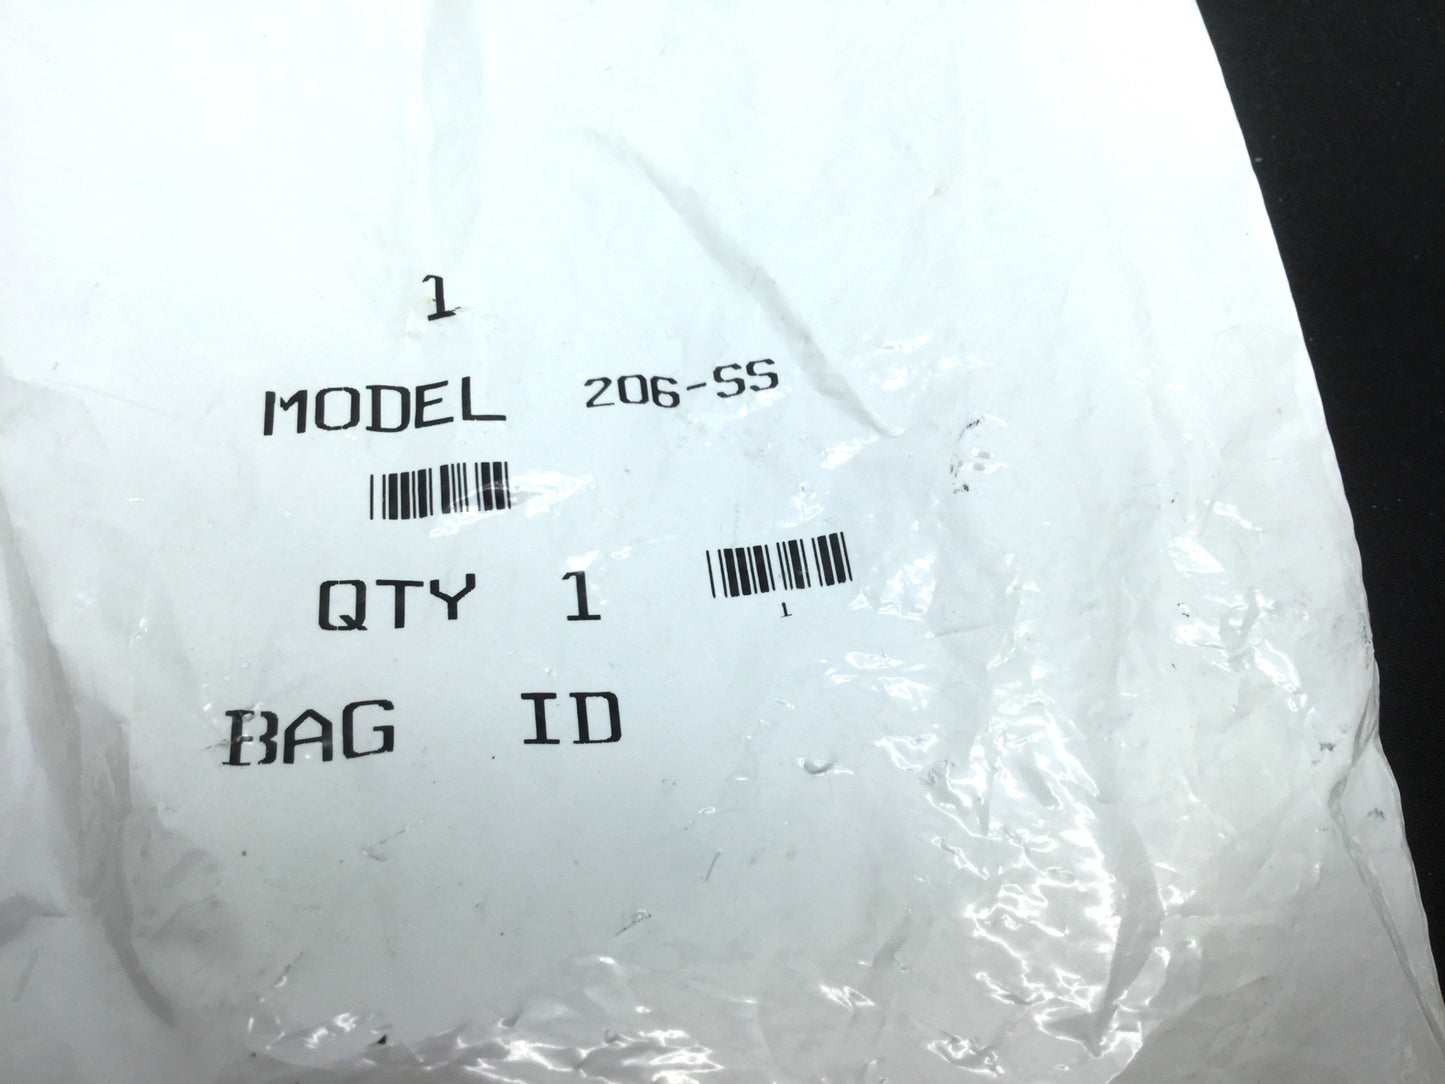 1
MODEL 206-SS
QTY 1
1
BAG ID